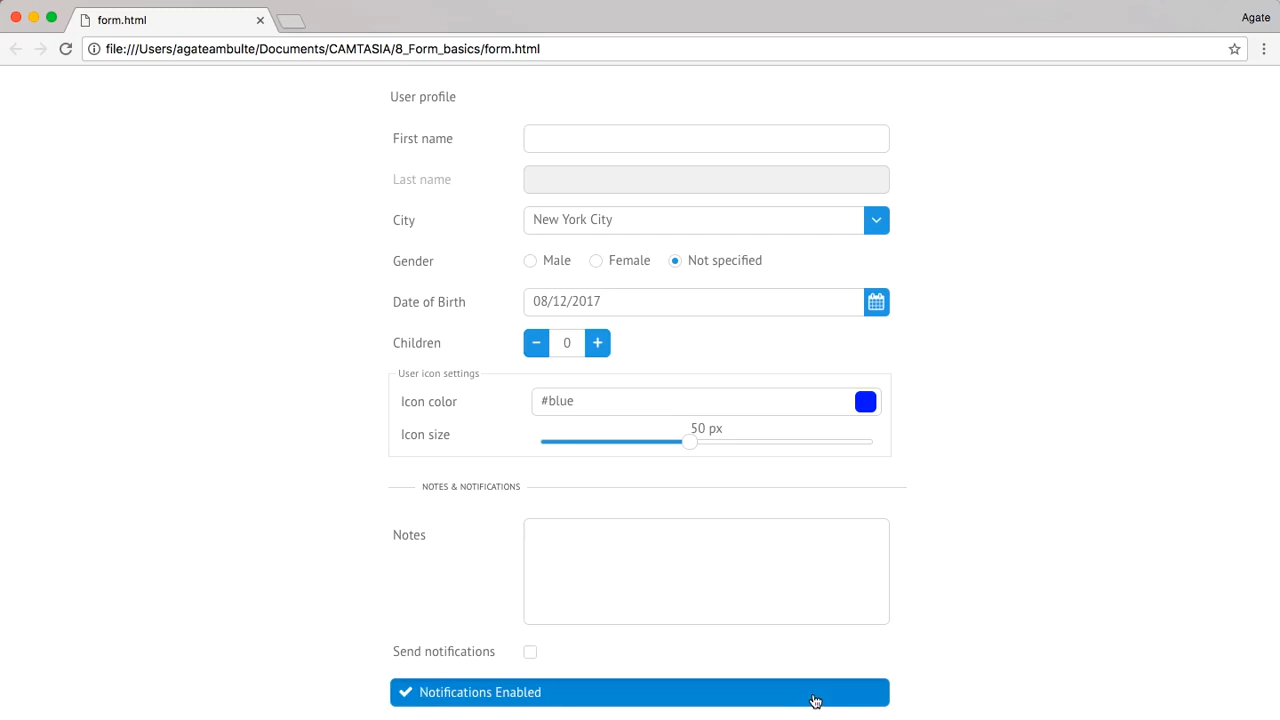 form.html
Agate
file:///Users/agateambulte/Documents/CAMTASIA/8_Form_basics/form.html
User profile
First name
Last name
City New York City
Gender Male Female Not specified
Date of Birth 08/12/2017
Children − 0 +
User icon settings
Icon color #blue
50 px
Icon size
NOTES & NOTIFICATIONS
Notes
Send notifications
Notifications Enabled